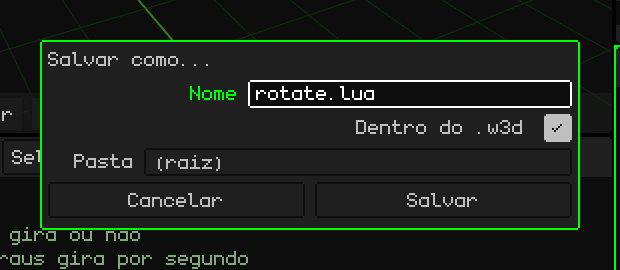 Salvar como...
Nome rotate.lua
Dentro do .w3d ✓
r
Sel
Pasta (raiz)
Cancelar Salvar
gira ou não
raus gira por segundo